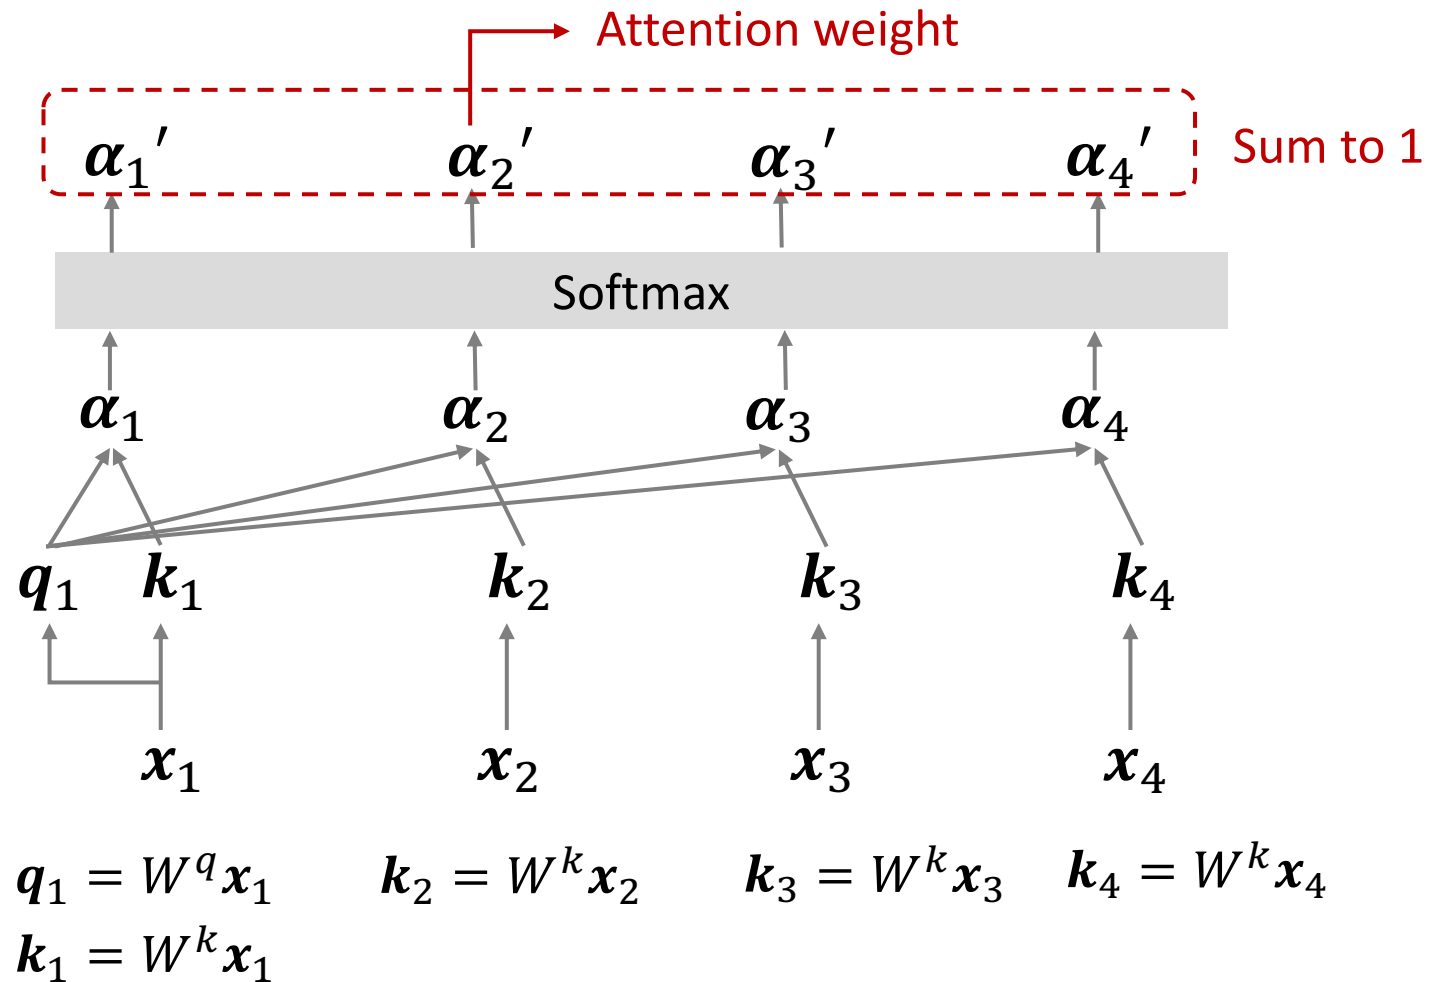 Attention weight
α₁′ α₂′ α₃′ α₄′ Sum to 1
Softmax
α₁ α₂ α₃ α₄
q₁ k₁ k₂ k₃ k₄
x₁ x₂ x₃ x₄
q₁ = W^q x₁ k₂ = W^k x₂ k₃ = W^k x₃ k₄ = W^k x₄
k₁ = W^k x₁